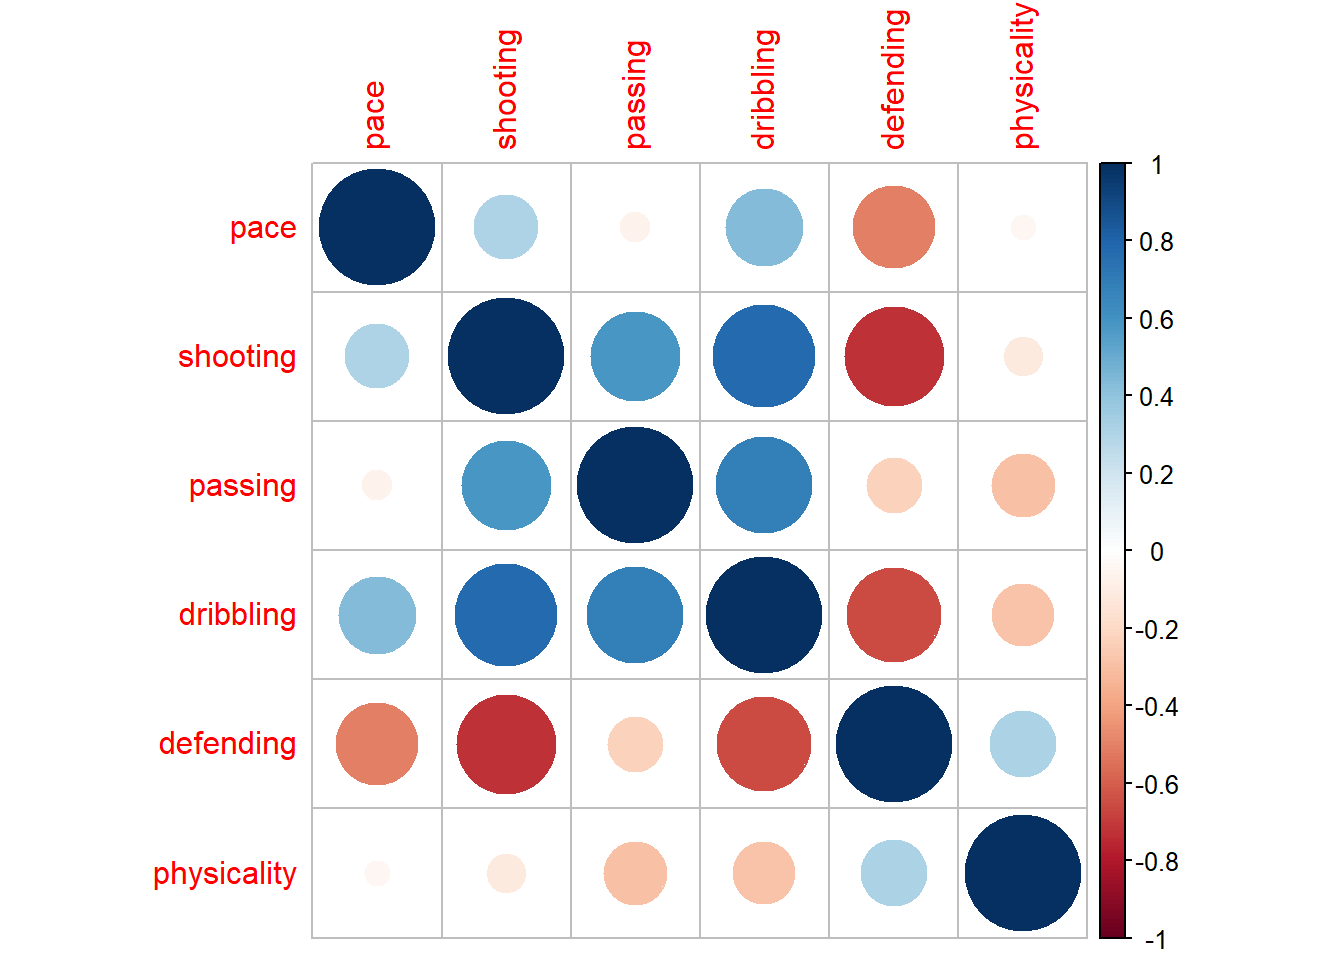 pace
shooting
passing
dribbling
defending
physicality
pace
shooting
passing
dribbling
defending
physicality
1
0.8
0.6
0.4
0.2
0
-0.2
-0.4
-0.6
-0.8
-1